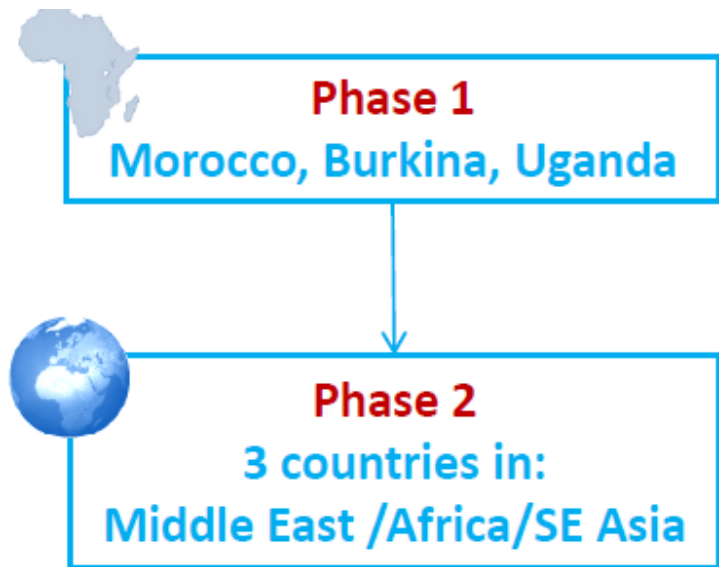 Phase 1
Morocco, Burkina, Uganda
Phase 2
3 countries in:
Middle East /Africa/SE Asia